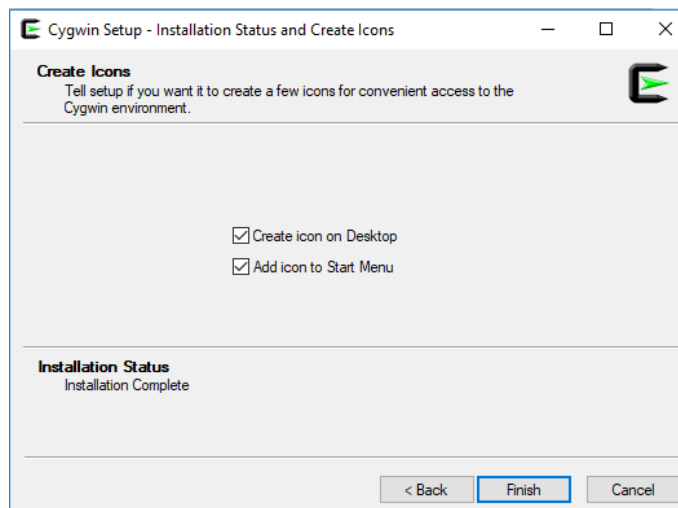 Cygwin Setup - Installation Status and Create Icons
Create Icons
Tell setup if you want it to create a few icons for convenient access to the
Cygwin environment.
Create icon on Desktop
Add icon to Start Menu
Installation Status
Installation Complete
< Back Finish Cancel